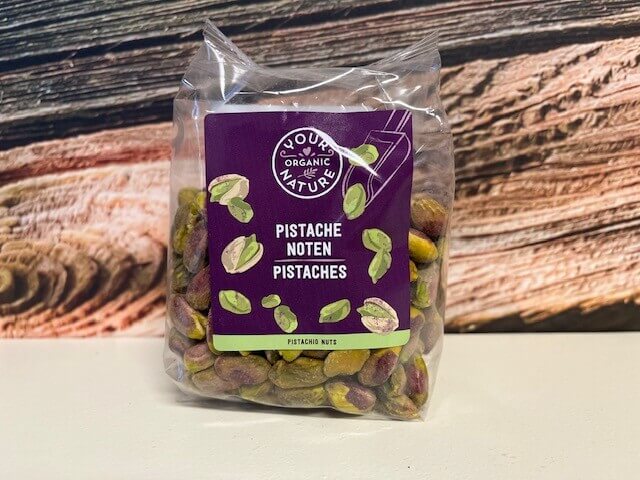 YOUR
ORGANIC
NATURE
PISTACHE
NOTEN
PISTACHES
PISTACHIO NUTS